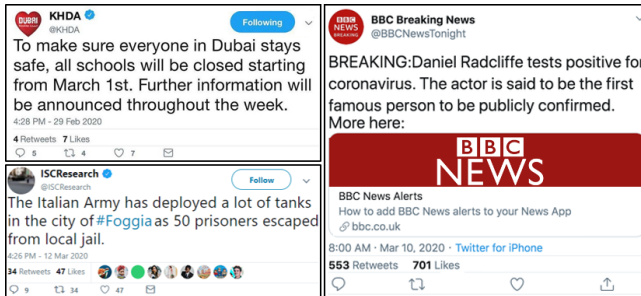 DUBAI
KHDA
@KHDA
Following
To make sure everyone in Dubai stays
safe, all schools will be closed starting
from March 1st. Further information will
be announced throughout the week.
4:28 PM - 29 Feb 2020
4 Retweets 7 Likes
5 4 7
ISCResearch
@ISCResearch
Follow
The Italian Army has deployed a lot of tanks
in the city of #Foggia as 50 prisoners escaped
from local jail.
4:26 PM - 12 Mar 2020
34 Retweets 47 Likes
9 34 47
BBC
NEWS
BREAKING
BBC Breaking News
@BBCNewsTonight
BREAKING:Daniel Radcliffe tests positive for
coronavirus. The actor is said to be the first
famous person to be publicly confirmed.
More here:
BBC
NEWS
BBC News Alerts
How to add BBC News alerts to your News App
bbc.co.uk
8:00 AM · Mar 10, 2020 · Twitter for iPhone
553 Retweets 701 Likes